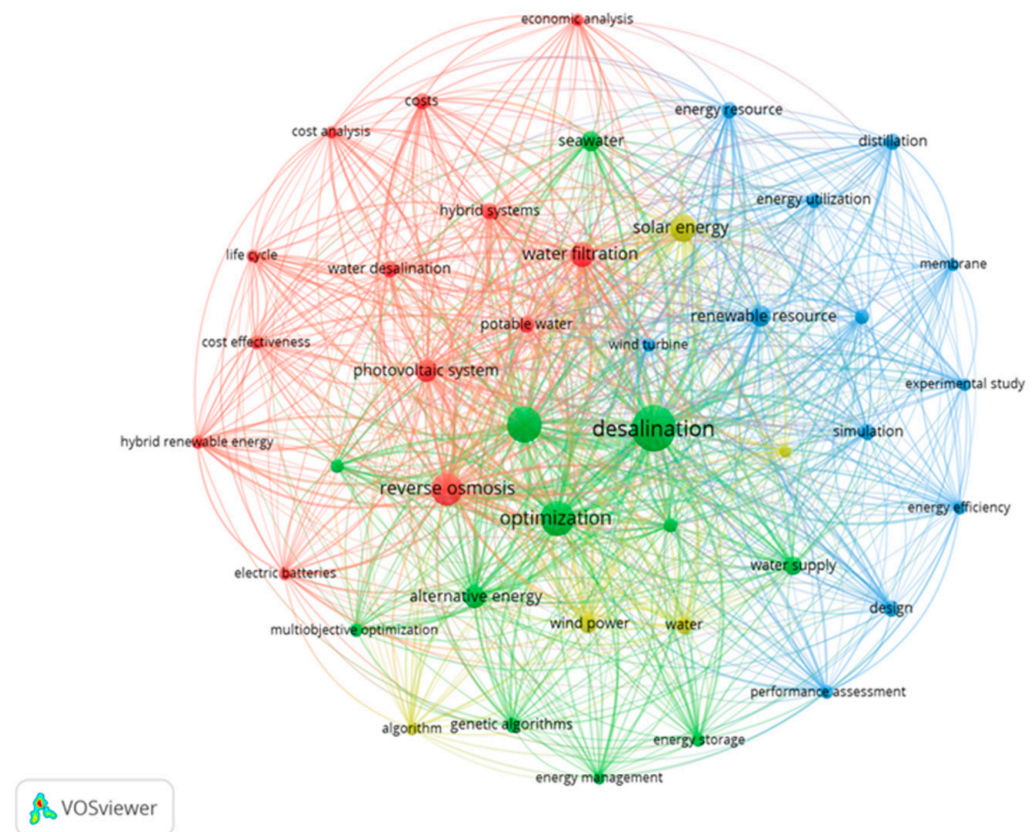 economic analysis
costs
energy resource
cost analysis
seawater
distillation
energy utilization
hybrid systems
solar energy
water filtration
life cycle
water desalination
membrane
potable water
renewable resource
cost effectiveness
wind turbine
photovoltaic system
experimental study
desalination
simulation
hybrid renewable energy
reverse osmosis
optimization
energy efficiency
water supply
electric batteries
alternative energy
design
wind power
water
multiobjective optimization
performance assessment
algorithm
genetic algorithms
energy storage
energy management
VOSviewer